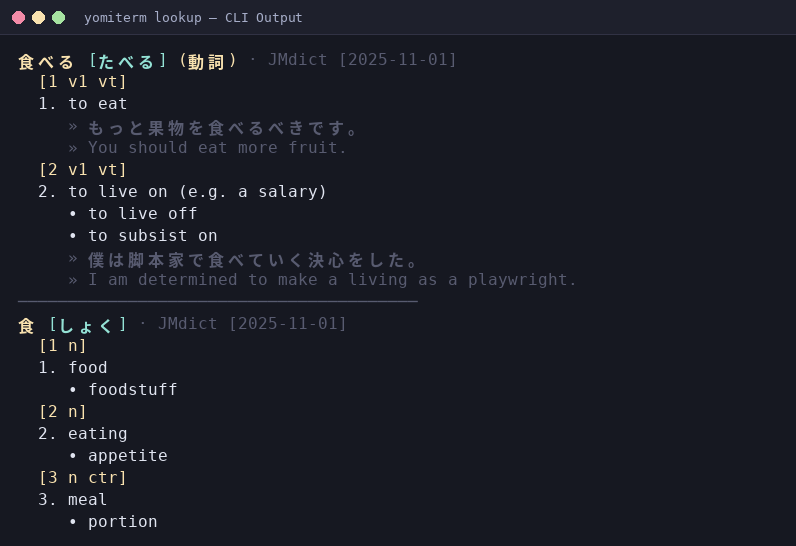 yomiterm lookup — CLI Output
食べる [たべる] (動詞) · JMdict [2025-11-01]
[1 v1 vt]
1. to eat
» もっと果物を食べるべきです。
» You should eat more fruit.
[2 v1 vt]
2. to live on (e.g. a salary)
• to live off
• to subsist on
» 僕は脚本家で食べていく決心をした。
» I am determined to make a living as a playwright.
食 [しょく] · JMdict [2025-11-01]
[1 n]
1. food
• foodstuff
[2 n]
2. eating
• appetite
[3 n ctr]
3. meal
• portion